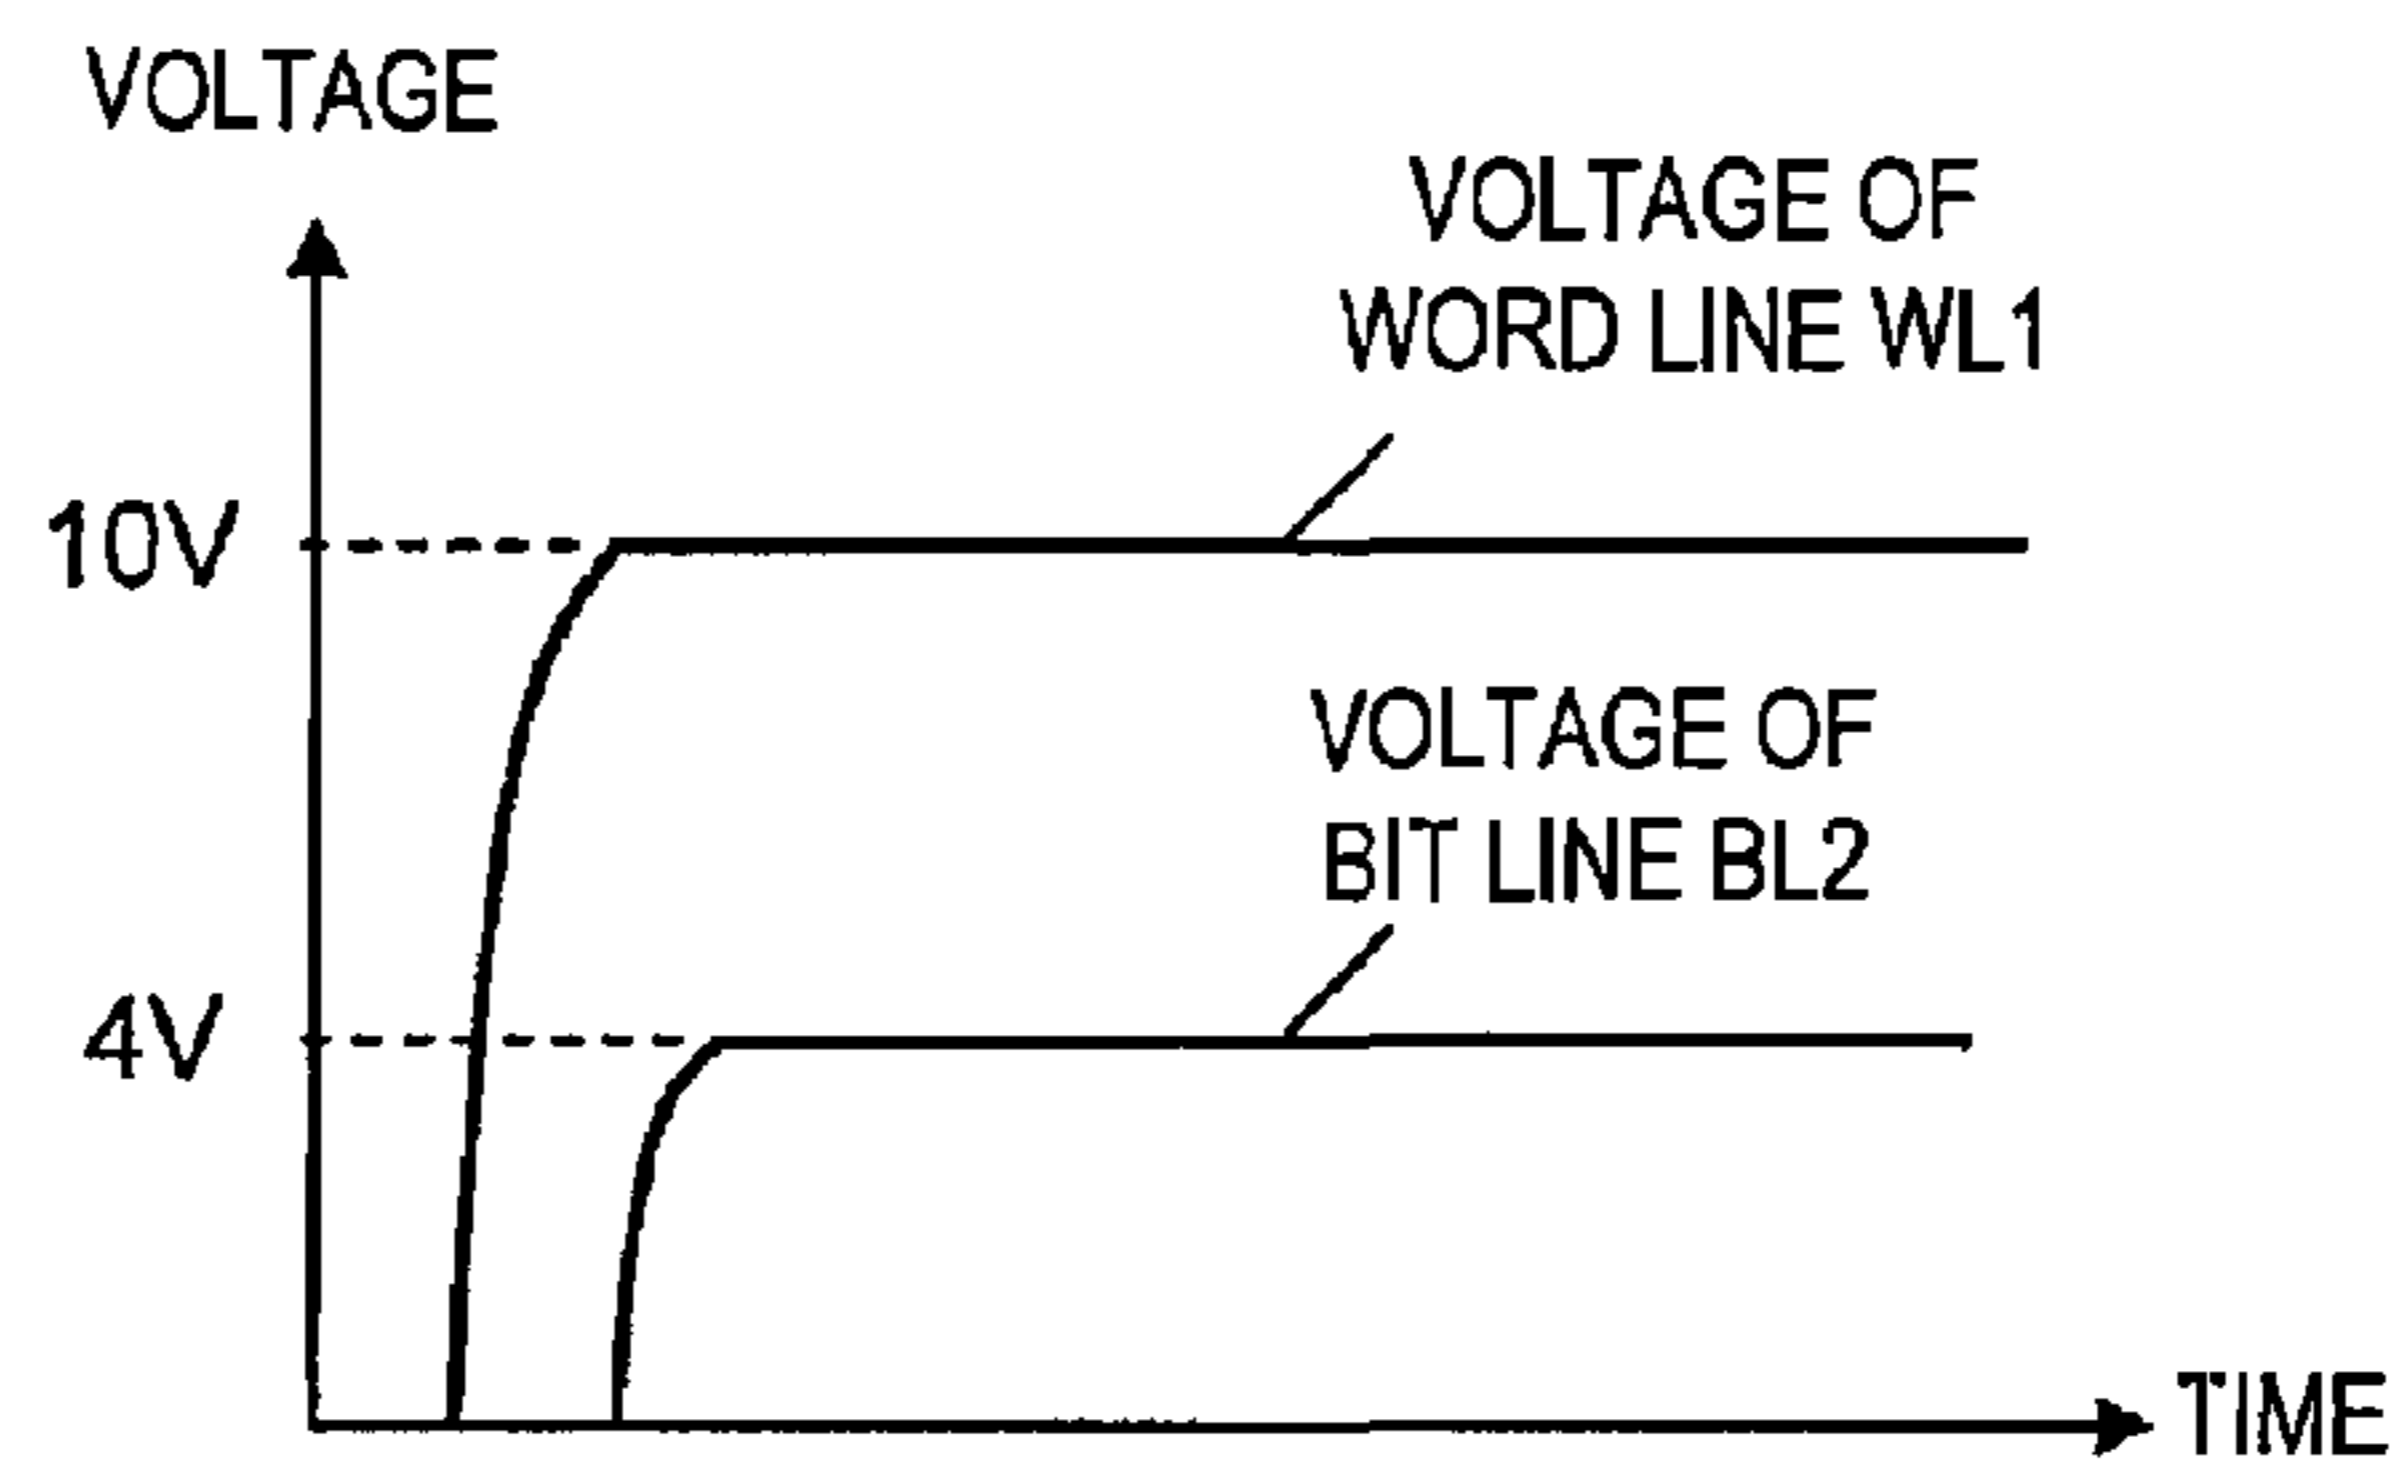 VOLTAGE
VOLTAGE OF
WORD LINE WL1
10V
VOLTAGE OF
BIT LINE BL2
4V
TIME